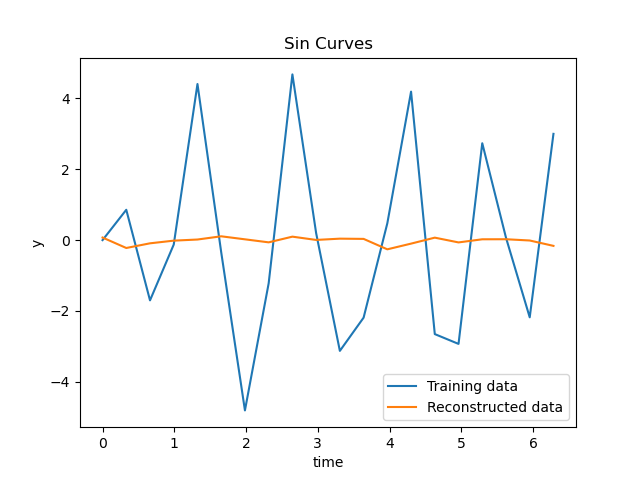 Sin Curves
y
4
2
0
−2
−4
0 1 2 3 4 5 6
time
Training data
Reconstructed data